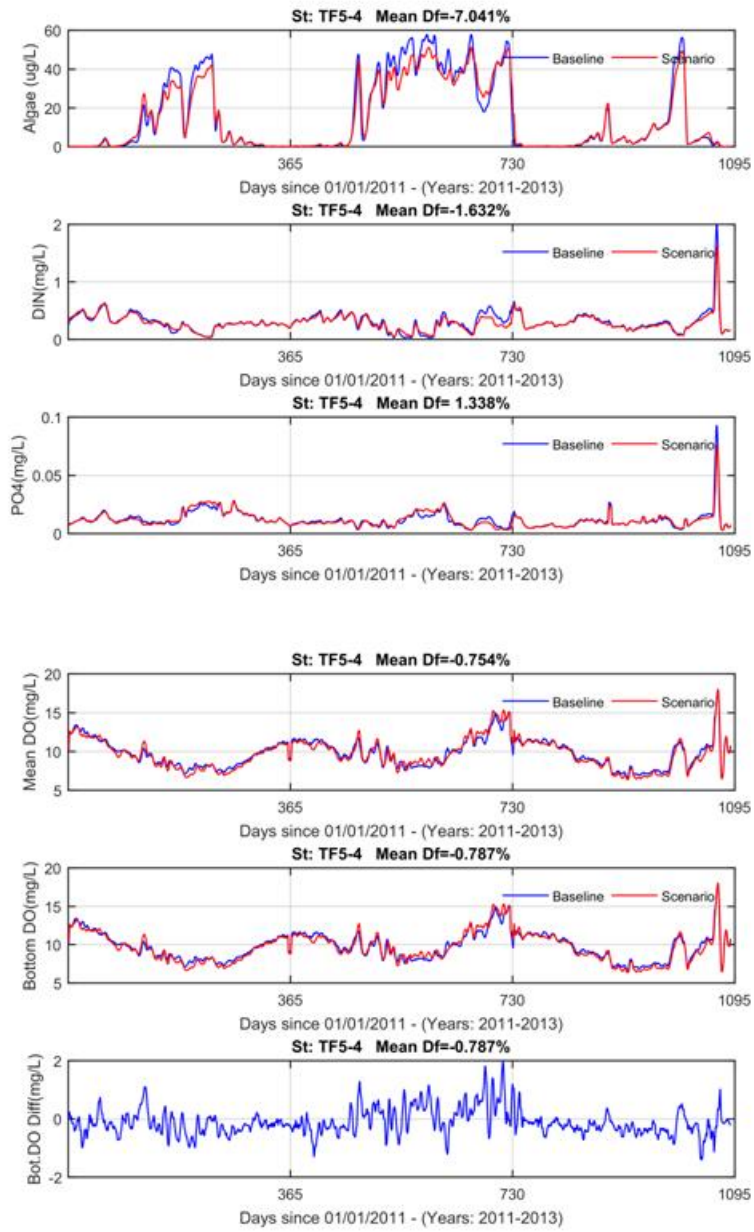 St: TF5-4 Mean Df=-7.041%
60
40
20
0
Algae (ug/L)
Baseline
Scenario
365
730
1095
Days since 01/01/2011 - (Years: 2011-2013)
St: TF5-4 Mean Df=-1.632%
2
1
0
DIN(mg/L)
Baseline
Scenario
365
730
1095
Days since 01/01/2011 - (Years: 2011-2013)
St: TF5-4 Mean Df= 1.338%
0.1
0.05
0
PO4(mg/L)
Baseline
Scenario
365
730
1095
Days since 01/01/2011 - (Years: 2011-2013)
St: TF5-4 Mean Df=-0.754%
20
15
10
5
Mean DO(mg/L)
Baseline
Scenario
365
730
1095
Days since 01/01/2011 - (Years: 2011-2013)
St: TF5-4 Mean Df=-0.787%
20
15
10
5
Bottom DO(mg/L)
Baseline
Scenario
365
730
1095
Days since 01/01/2011 - (Years: 2011-2013)
St: TF5-4 Mean Df=-0.787%
2
0
-2
Bot.DO Diff(mg/L)
365
730
1095
Days since 01/01/2011 - (Years: 2011-2013)